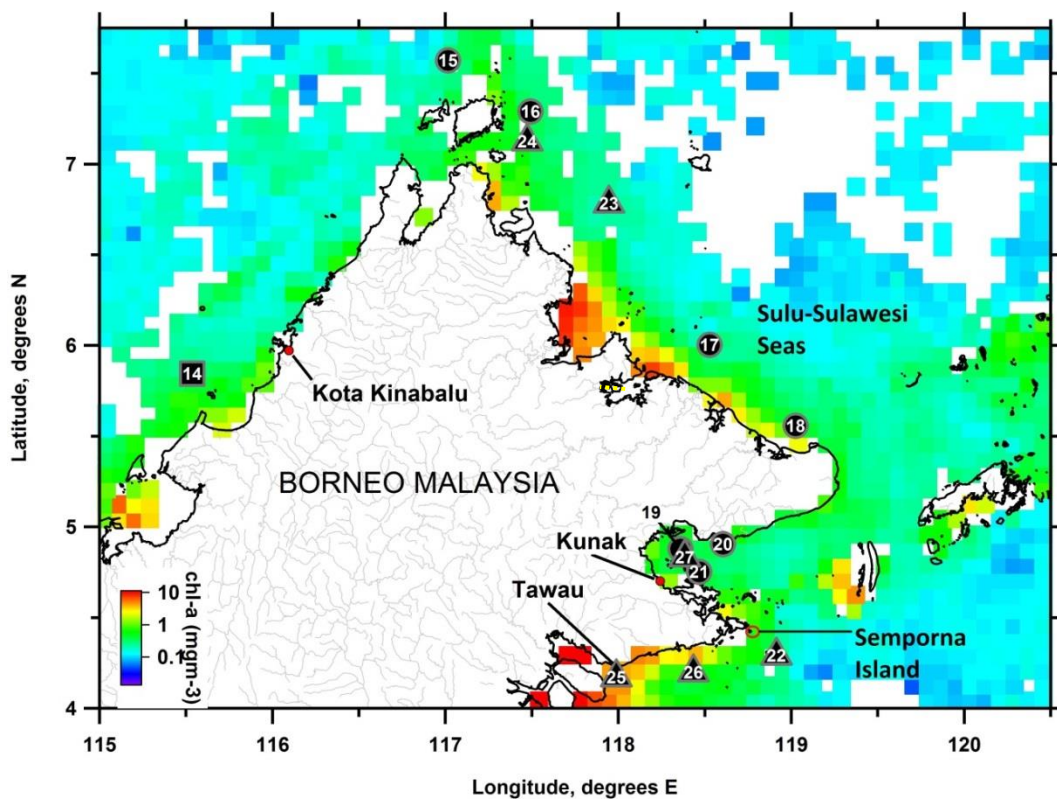 15
16
24
7
23
Sulu-Sulawesi
Seas
17
6
14
Kota Kinabalu
18
BORNEO MALAYSIA
5
19
20
Kunak
27
21
Tawau
chl-a (mgm-3)
10
1
0.1
Semporna
Island
22
25
26
4
115
116
117
118
119
120
Latitude, degrees N
Longitude, degrees E